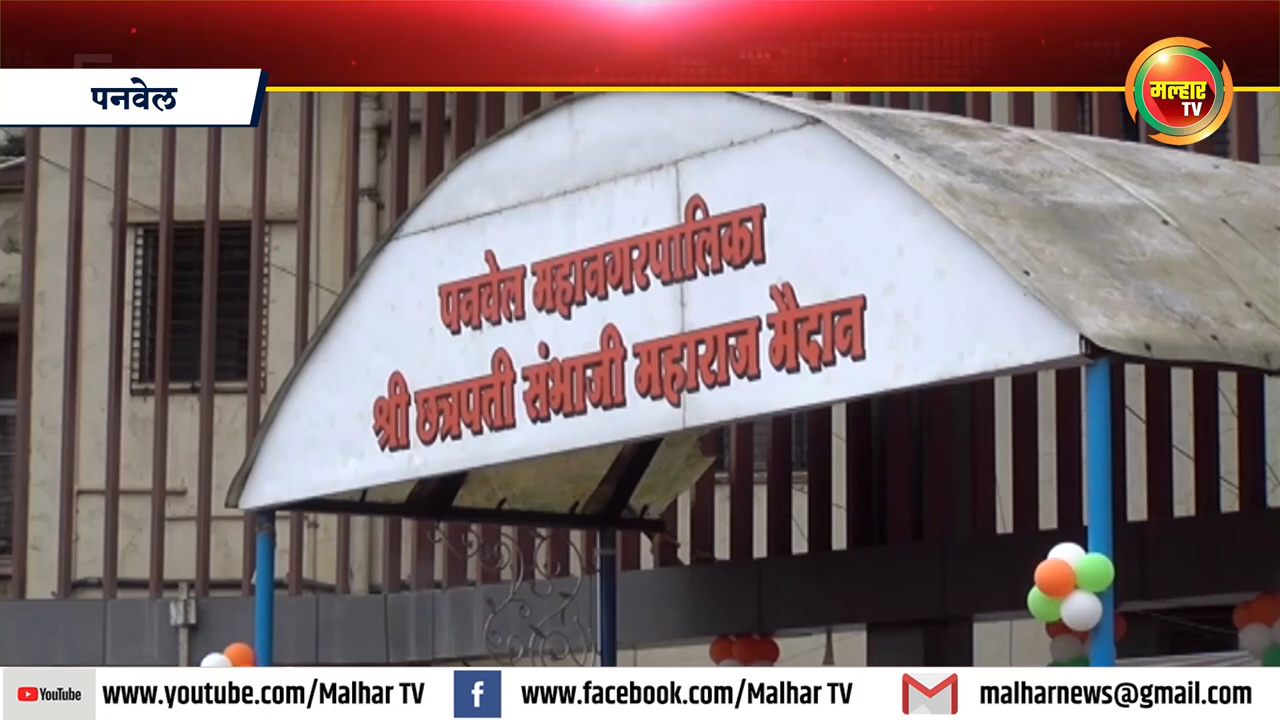 पनवेल
मल्हार
TV
पनवेल महानगरपालिका
श्री छत्रपती संभाजी महाराज मैदान
YouTube
www.youtube.com/Malhar TV
www.facebook.com/Malhar TV
malharnews@gmail.com